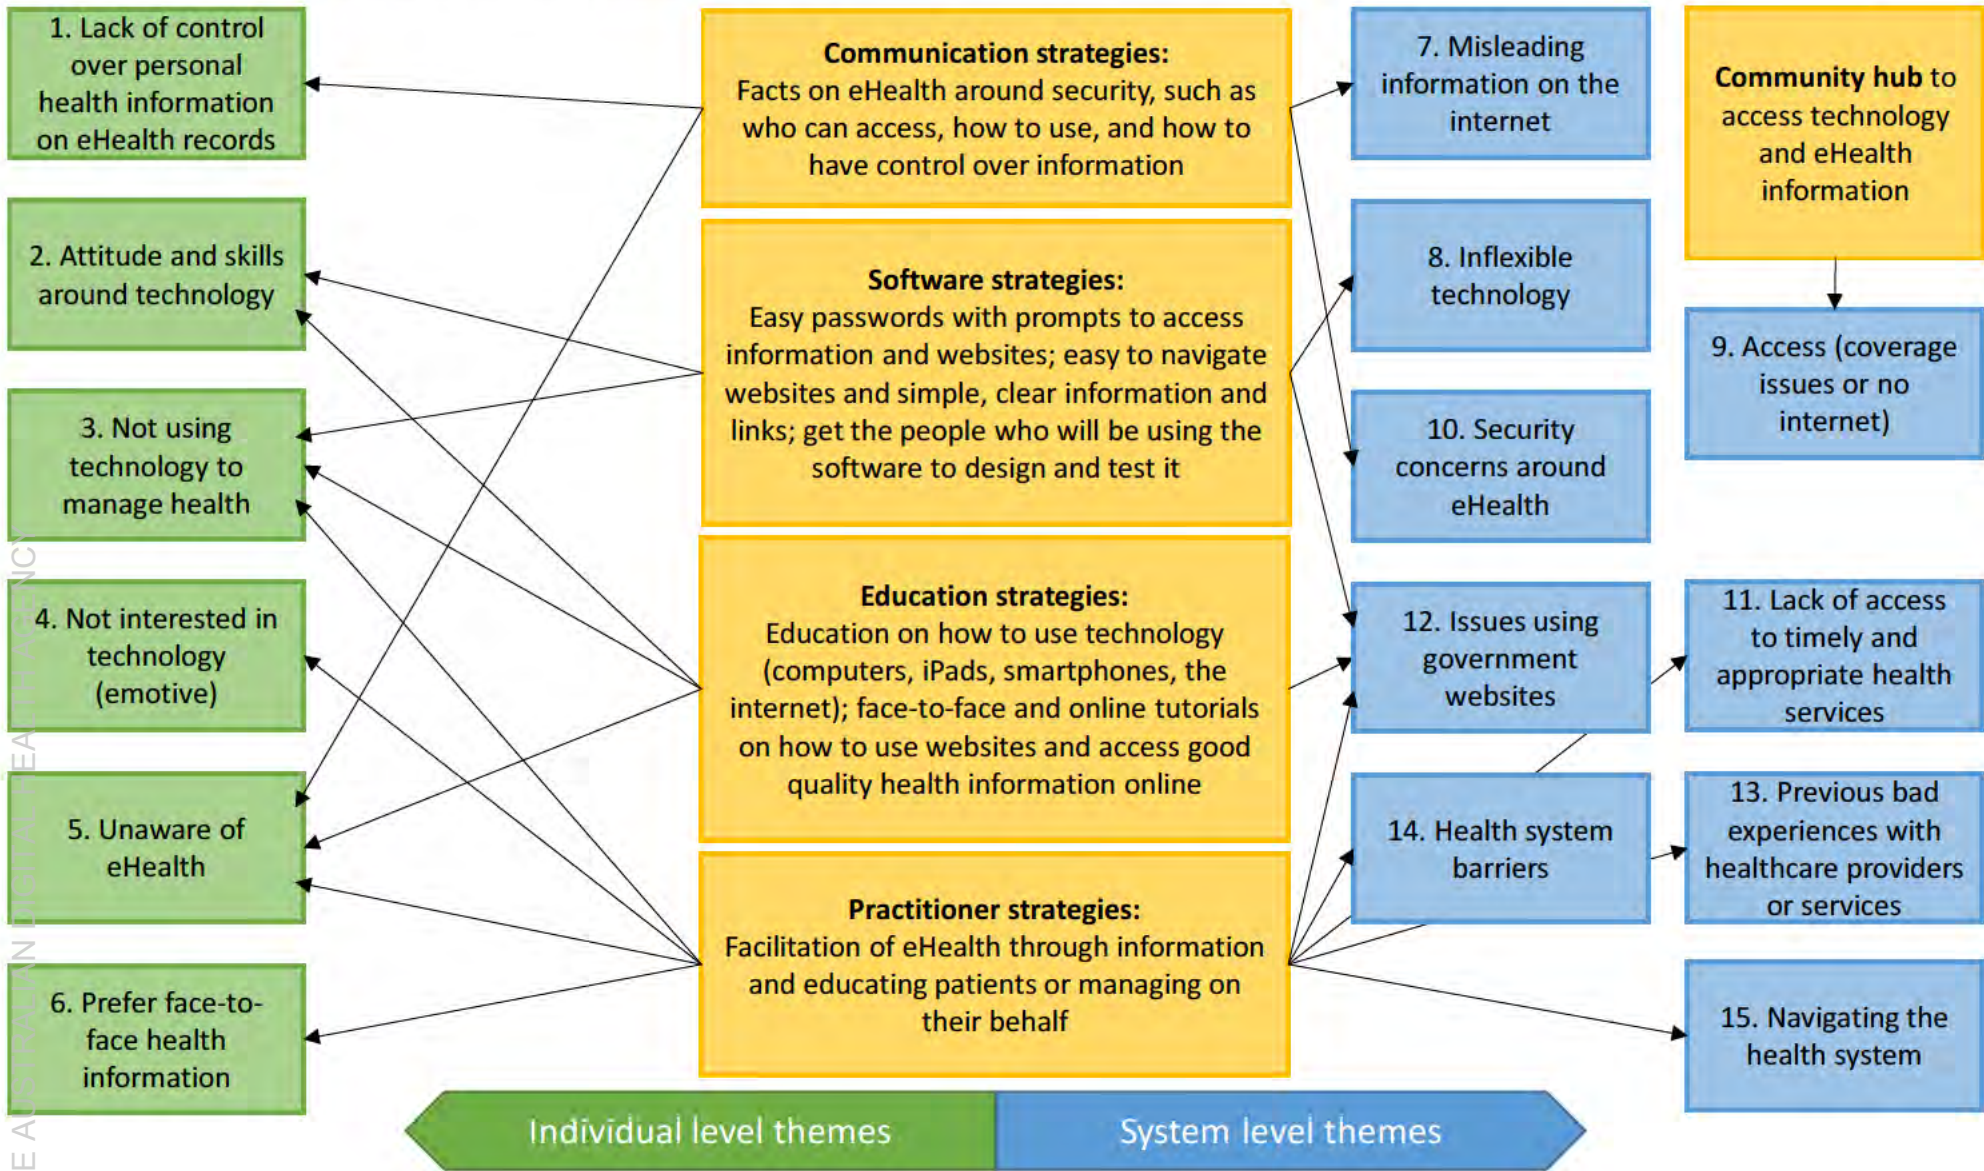 1. Lack of control
over personal
health information
on eHealth records
2. Attitude and skills
around technology
3. Not using
technology to
manage health
4. Not interested in
technology
(emotive)
5. Unaware of
eHealth
6. Prefer face-to-
face health
information
Communication strategies:
Facts on eHealth around security, such as
who can access, how to use, and how to
have control over information
Software strategies:
Easy passwords with prompts to access
information and websites; easy to navigate
websites and simple, clear information and
links; get the people who will be using the
software to design and test it
Education strategies:
Education on how to use technology
(computers, iPads, smartphones, the
internet); face-to-face and online tutorials
on how to use websites and access good
quality health information online
Practitioner strategies:
Facilitation of eHealth through information
and educating patients or managing on
their behalf
7. Misleading
information on the
internet
8. Inflexible
technology
10. Security
concerns around
eHealth
12. Issues using
government
websites
14. Health system
barriers
Community hub to
access technology
and eHealth
information
9. Access (coverage
issues or no
internet)
11. Lack of access
to timely and
appropriate health
services
13. Previous bad
experiences with
healthcare providers
or services
15. Navigating the
health system
Individual level themes
System level themes
E AUSTRALIAN DIGITAL HEALTH AGENCY